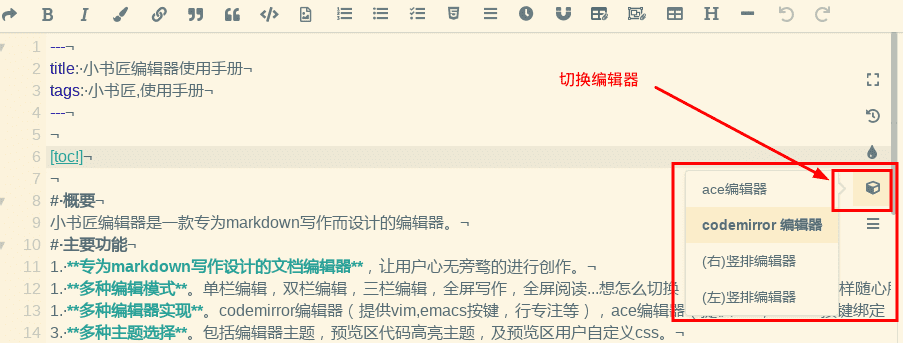 1 ---¬
2 title:·小书匠编辑器使用手册¬
3 tags:·小书匠,使用手册¬
4 ---¬
5 ¬
6 [toc!]¬
7 ¬
8 #·概要¬
9 小书匠编辑器是一款专为markdown写作而设计的编辑器。¬
10 #·主要功能¬
11 1.·**专为markdown写作设计的文档编辑器**，让用户心无旁骛的进行创作。¬
12 1.·**多种编辑模式**。单栏编辑，双栏编辑，三栏编辑，全屏写作，全屏阅读...想怎么切换
13 1.·**多种编辑器实现**。codemirror编辑器（提供vim,emacs按键，行专注等），ace编辑器
14 3.·**多种主题选择**。包括编辑器主题，预览区代码高亮主题，及预览区用户自定义css。¬
切换编辑器
ace编辑器
codemirror 编辑器
(右)竖排编辑器
(左)竖排编辑器